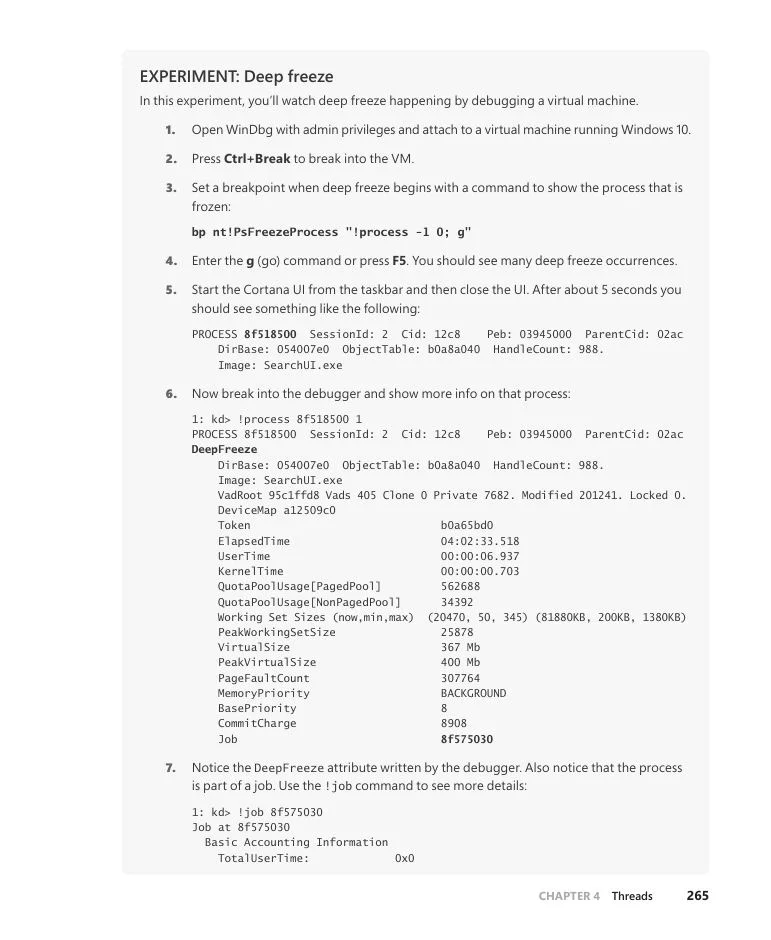 EXPERIMENT: Deep freeze
In this experiment, you'll watch deep freeze happening by debugging a virtual machine.
1. Open WinDbg with admin privileges and attach to a virtual machine running Windows 10.
2. Press Ctrl+Break to break into the VM.
3. Set a breakpoint when deep freeze begins with a command to show the process that is
frozen:
bp nt!PsFreezeProcess "!process -1 0; g"
4. Enter the g (go) command or press F5. You should see many deep freeze occurrences.
5. Start the Cortana UI from the taskbar and then close the UI. After about 5 seconds you
should see something like the following:
PROCESS 8f518500  SessionId: 2  Cid: 12c8    Peb: 03945000  ParentCid: 02ac
    DirBase: 054007e0  ObjectTable: b0a8a040  HandleCount: 988.
    Image: SearchUI.exe
6. Now break into the debugger and show more info on that process:
1: kd> !process 8f518500 1
PROCESS 8f518500  SessionId: 2  Cid: 12c8    Peb: 03945000  ParentCid: 02ac
DeepFreeze
    DirBase: 054007e0  ObjectTable: b0a8a040  HandleCount: 988.
    Image: SearchUI.exe
    VadRoot 95c1ffd8 Vads 405 Clone 0 Private 7682. Modified 201241. Locked 0.
    DeviceMap a12509c0
    Token                             b0a65bd0
    ElapsedTime                       04:02:33.518
    UserTime                          00:00:06.937
    KernelTime                        00:00:00.703
    QuotaPoolUsage[PagedPool]         562688
    QuotaPoolUsage[NonPagedPool]      34392
    Working Set Sizes (now,min,max)  (20470, 50, 345) (81880KB, 200KB, 1380KB)
    PeakWorkingSetSize                25878
    VirtualSize                       367 Mb
    PeakVirtualSize                   400 Mb
    PageFaultCount                    307764
    MemoryPriority                    BACKGROUND
    BasePriority                      8
    CommitCharge                      8908
    Job                               8f575030
7. Notice the DeepFreeze attribute written by the debugger. Also notice that the process
is part of a job. Use the !job command to see more details:
1: kd> !job 8f575030
Job at 8f575030
  Basic Accounting Information
    TotalUserTime:             0x0
CHAPTER 4 Threads 265